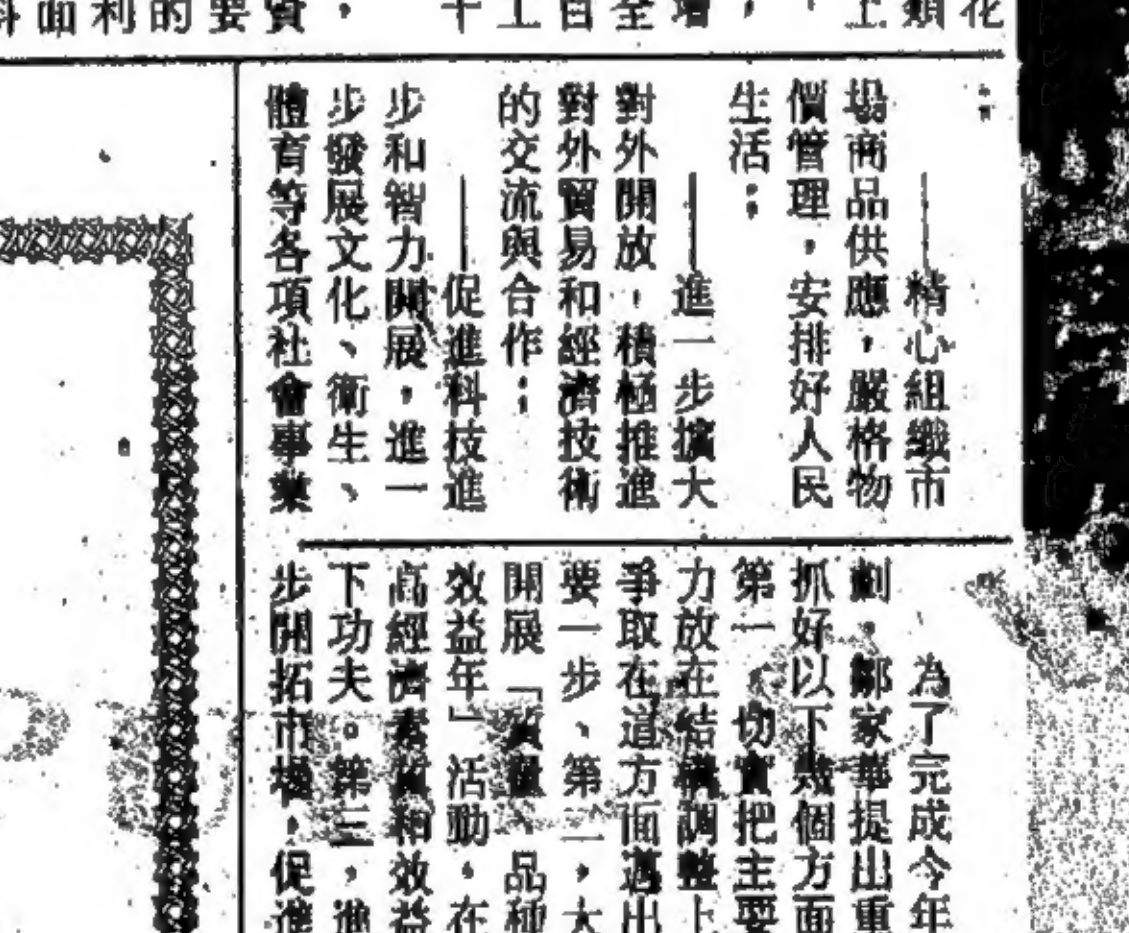 花
類
上
增
全
自
工
十
資
要
的
利
面
料
——精心組織市
場商品供應，嚴格物
價管理，安排好人民
生活；
——進一步擴大
對外開放，積極推進
對外貿易和經濟技術
的交流與合作；
——促進科技進
步和智力開展，進一
步發展文化、衛生、
體育等各項社會事業
為了完成今年
劃，鄒家華提出重
抓好以下幾個方面
第一，切實把主要
力放在結構調整上
爭取在這方面邁出
要一步、第二，大
開展「質量、品種
效益年」活動，在
高經濟素質和效益
下功夫。第三，進
步開拓市場，促進